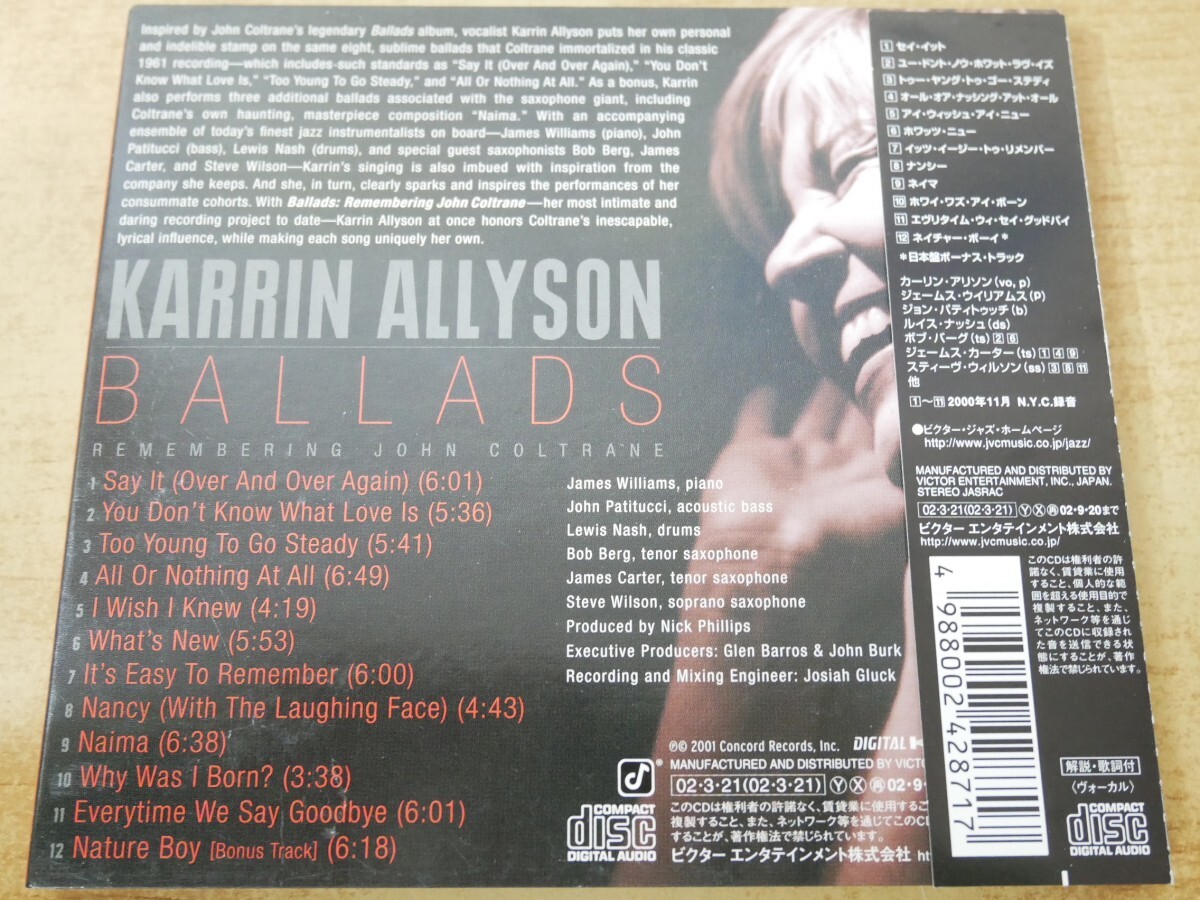 Inspired by John Coltrane's legendary Ballads album, vocalist Karrin Allyson puts her own personal
and indelible stamp on the same eight, sublime ballads that Coltrane immortalized in his classic
1961 recording—which includes such standards as "Say It (Over And Over Again)," "You Don't
Know What Love Is," "Too Young To Go Steady," and "All Or Nothing At All." As a bonus, Karrin
also performs three additional ballads associated with the saxophone giant, including
Coltrane's own haunting, masterpiece composition "Naima." With an accompanying
ensemble of today's finest jazz instrumentalists on board—James Williams (piano), John
Patitucci (bass), Lewis Nash (drums), and special guest saxophonists Bob Berg, James
Carter, and Steve Wilson—Karrin's singing is also imbued with inspiration from the
company she keeps. And she, in turn, clearly sparks and inspires the performances of her
consummate cohorts. With Ballads: Remembering John Coltrane—her most intimate and
daring recording project to date—Karrin Allyson at once honors Coltrane's inescapable,
lyrical influence, while making each song uniquely her own.
KARRIN ALLYSON
BALLADS
REMEMBERING JOHN COLTRANE
1 Say It (Over And Over Again) (6:01)
2 You Don't Know What Love Is (5:36)
3 Too Young To Go Steady (5:41)
4 All Or Nothing At All (6:49)
5 I Wish I Knew (4:19)
6 What's New (5:53)
7 It's Easy To Remember (6:00)
8 Nancy (With The Laughing Face) (4:43)
9 Naima (6:38)
10 Why Was I Born? (3:38)
11 Everytime We Say Goodbye (6:01)
12 Nature Boy [Bonus Track] (6:18)
James Williams, piano
John Patitucci, acoustic bass
Lewis Nash, drums
Bob Berg, tenor saxophone
James Carter, tenor saxophone
Steve Wilson, soprano saxophone
Produced by Nick Phillips
Executive Producers: Glen Barros & John Burk
Recording and Mixing Engineer: Josiah Gluck
℗© 2001 Concord Records, Inc. DIGITAL
MANUFACTURED AND DISTRIBUTED BY VICTOR
02・3・21(02・3・21) Ⓨ Ⓧ 再 02・9
このCDは権利者の許諾なく、賃貸業に使用するこ
複製すること、また、ネットワーク等を通じてこのCD
することが、著作権法で禁じられています。
ビクター エンタテインメント株式会社 ht
COMPACT
disc
DIGITAL AUDIO
1 セイ・イット
2 ユー・ドント・ノウ・ホワット・ラヴ・イズ
3 トゥー・ヤング・トゥ・ゴー・ステディ
4 オール・オア・ナッシング・アット・オール
5 アイ・ウィッシュ・アイ・ニュー
6 ホワッツ・ニュー
7 イッツ・イージー・トゥ・リメンバー
8 ナンシー
9 ネイマ
10 ホワイ・ワズ・アイ・ボーン
11 エヴリタイム・ウィ・セイ・グッドバイ
12 ネイチャー・ボーイ*
*日本盤ボーナス・トラック
カーリン・アリソン(vo, p)
ジェームス・ウイリアムス(P)
ジョン・パティトゥッチ(b)
ルイス・ナッシュ(ds)
ボブ・バーグ(ts)2 6
ジェームス・カーター(ts)1 4 9
スティーヴ・ウィルソン(ss)3 8 11
他
1〜11 2000年11月 N.Y.C.録音
●ビクター・ジャズ・ホームページ
http://www.jvcmusic.co.jp/jazz/
MANUFACTURED AND DISTRIBUTED BY
VICTOR ENTERTAINMENT, INC., JAPAN.
STEREO JASRAC
02・3・21(02・3・21) Ⓨ Ⓧ 再 02・9・20まで
ビクター エンタテインメント株式会社
http://www.jvcmusic.co.jp/
このCDは権利者の許
諾なく、賃貸業に使用
すること、個人的な範
囲を超える使用目的で
複製すること、また、
ネットワーク等を通じ
てこのCDに収録され
た音を送信できる状
態にすることが、著作
権法で禁じられています。
4 988002 428717
解説・歌詞付
〈ヴォーカル〉
COMPACT
disc
DIGITAL AUDIO